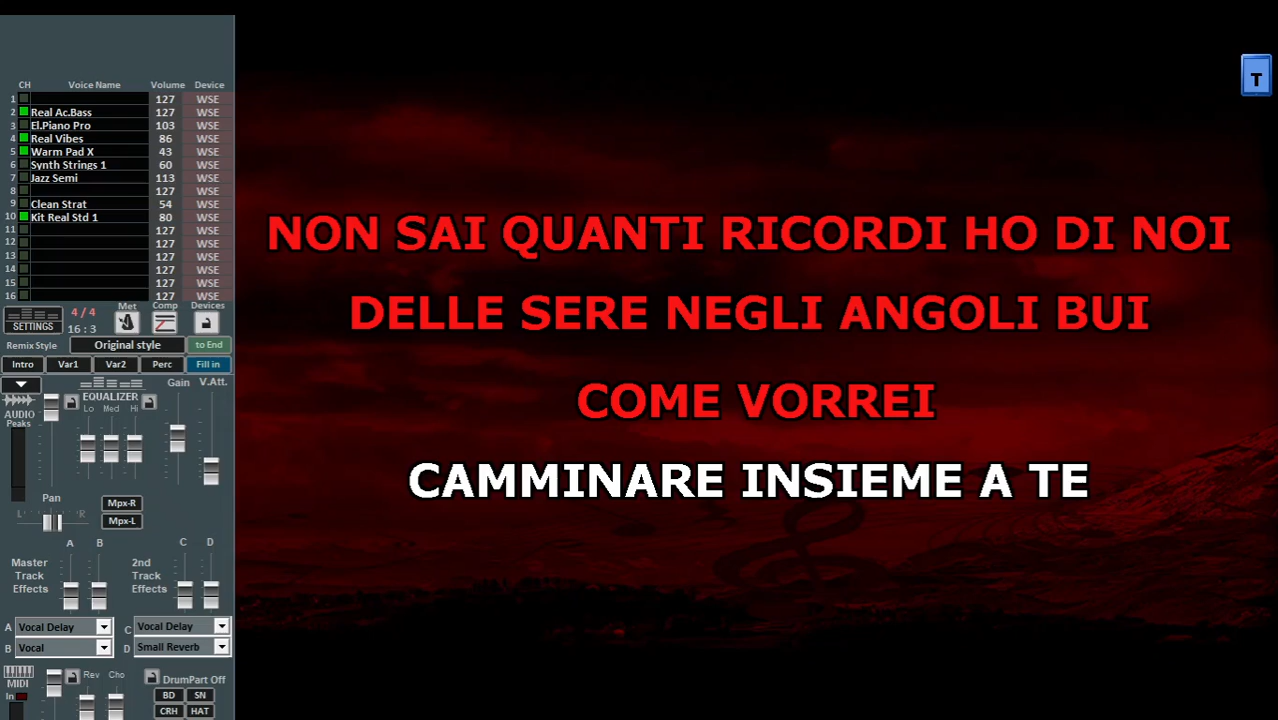 CH Voice Name Volume Device
1 127 WSE
2 Real Ac.Bass 127 WSE
3 El.Piano Pro 103 WSE
4 Real Vibes 86 WSE
5 Warm Pad X 43 WSE
6 Synth Strings 1 60 WSE
7 Jazz Semi 113 WSE
8 127 WSE
9 Clean Strat 54 WSE
10 Kit Real Std 1 80 WSE
11 127 WSE
12 127 WSE
13 127 WSE
14 127 WSE
15 127 WSE
16 127 WSE
SETTINGS 4 / 4 Met Comp Devices
16 : 3
Remix Style Original style to End
Intro Var1 Var2 Perc Fill in
EQUALIZER Gain V.Att.
Lo Med Hi
AUDIO
Peaks
Pan
L R
Mpx-R
Mpx-L
A B C D
Master Track Effects
2nd Track Effects
A Vocal Delay C Vocal Delay
B Vocal D Small Reverb
MIDI Rev Cho DrumPart Off
In BD SN
CRH HAT
T
NON SAI QUANTI RICORDI HO DI NOI
DELLE SERE NEGLI ANGOLI BUI
COME VORREI
CAMMINARE INSIEME A TE